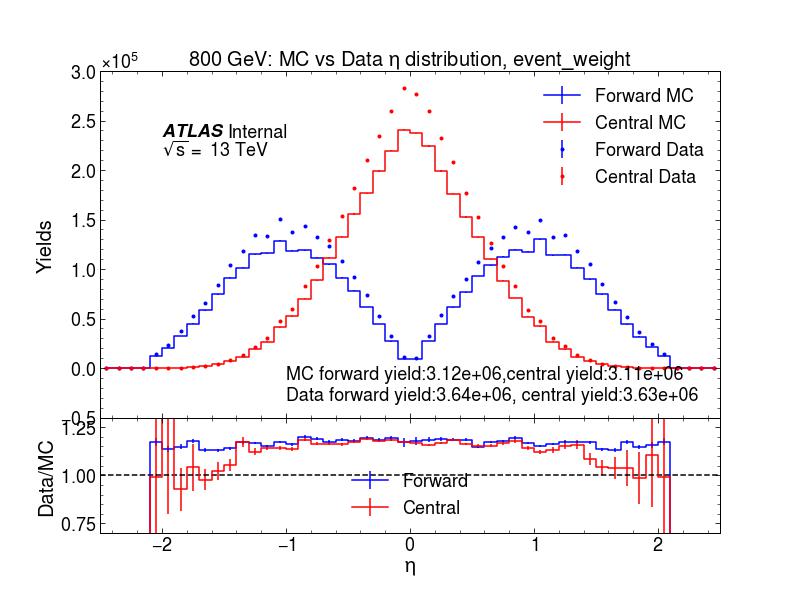 ×10⁵
800 GeV: MC vs Data η distribution, event_weight
3.0
2.5
2.0
1.5
1.0
0.5
0.0
0.5
Yields
ATLAS Internal
√s = 13 TeV
Forward MC
Central MC
Forward Data
Central Data
MC forward yield:3.12e+06,central yield:3.11e+06
Data forward yield:3.64e+06, central yield:3.63e+06
1.25
1.00
0.75
Data/MC
Forward
Central
−2
−1
0
1
2
η